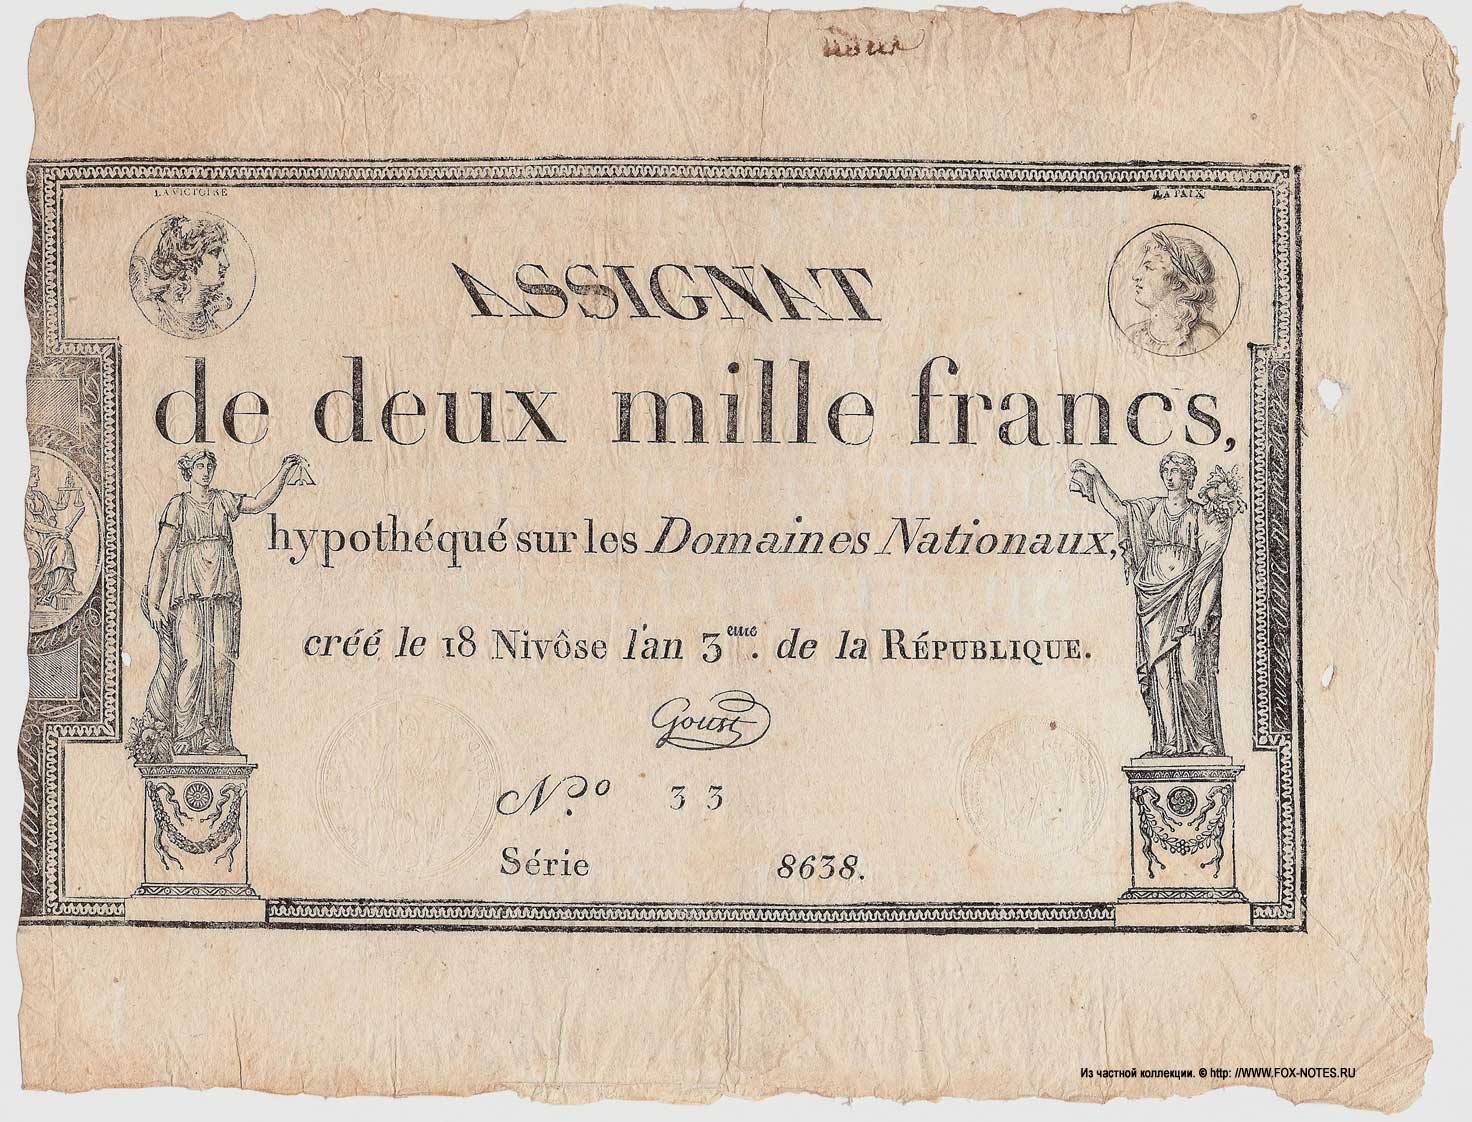 LA VICTOIRE
LA PAIX
ASSIGNAT
de deux mille francs,
hypothéqué sur les Domaines Nationaux,
créé le 18 Nivôse l'an 3eme. de la RÉPUBLIQUE.
Goust
N.o 33
Série 8638.
Из частной коллекции. © http: //WWW.FOX-NOTES.RU